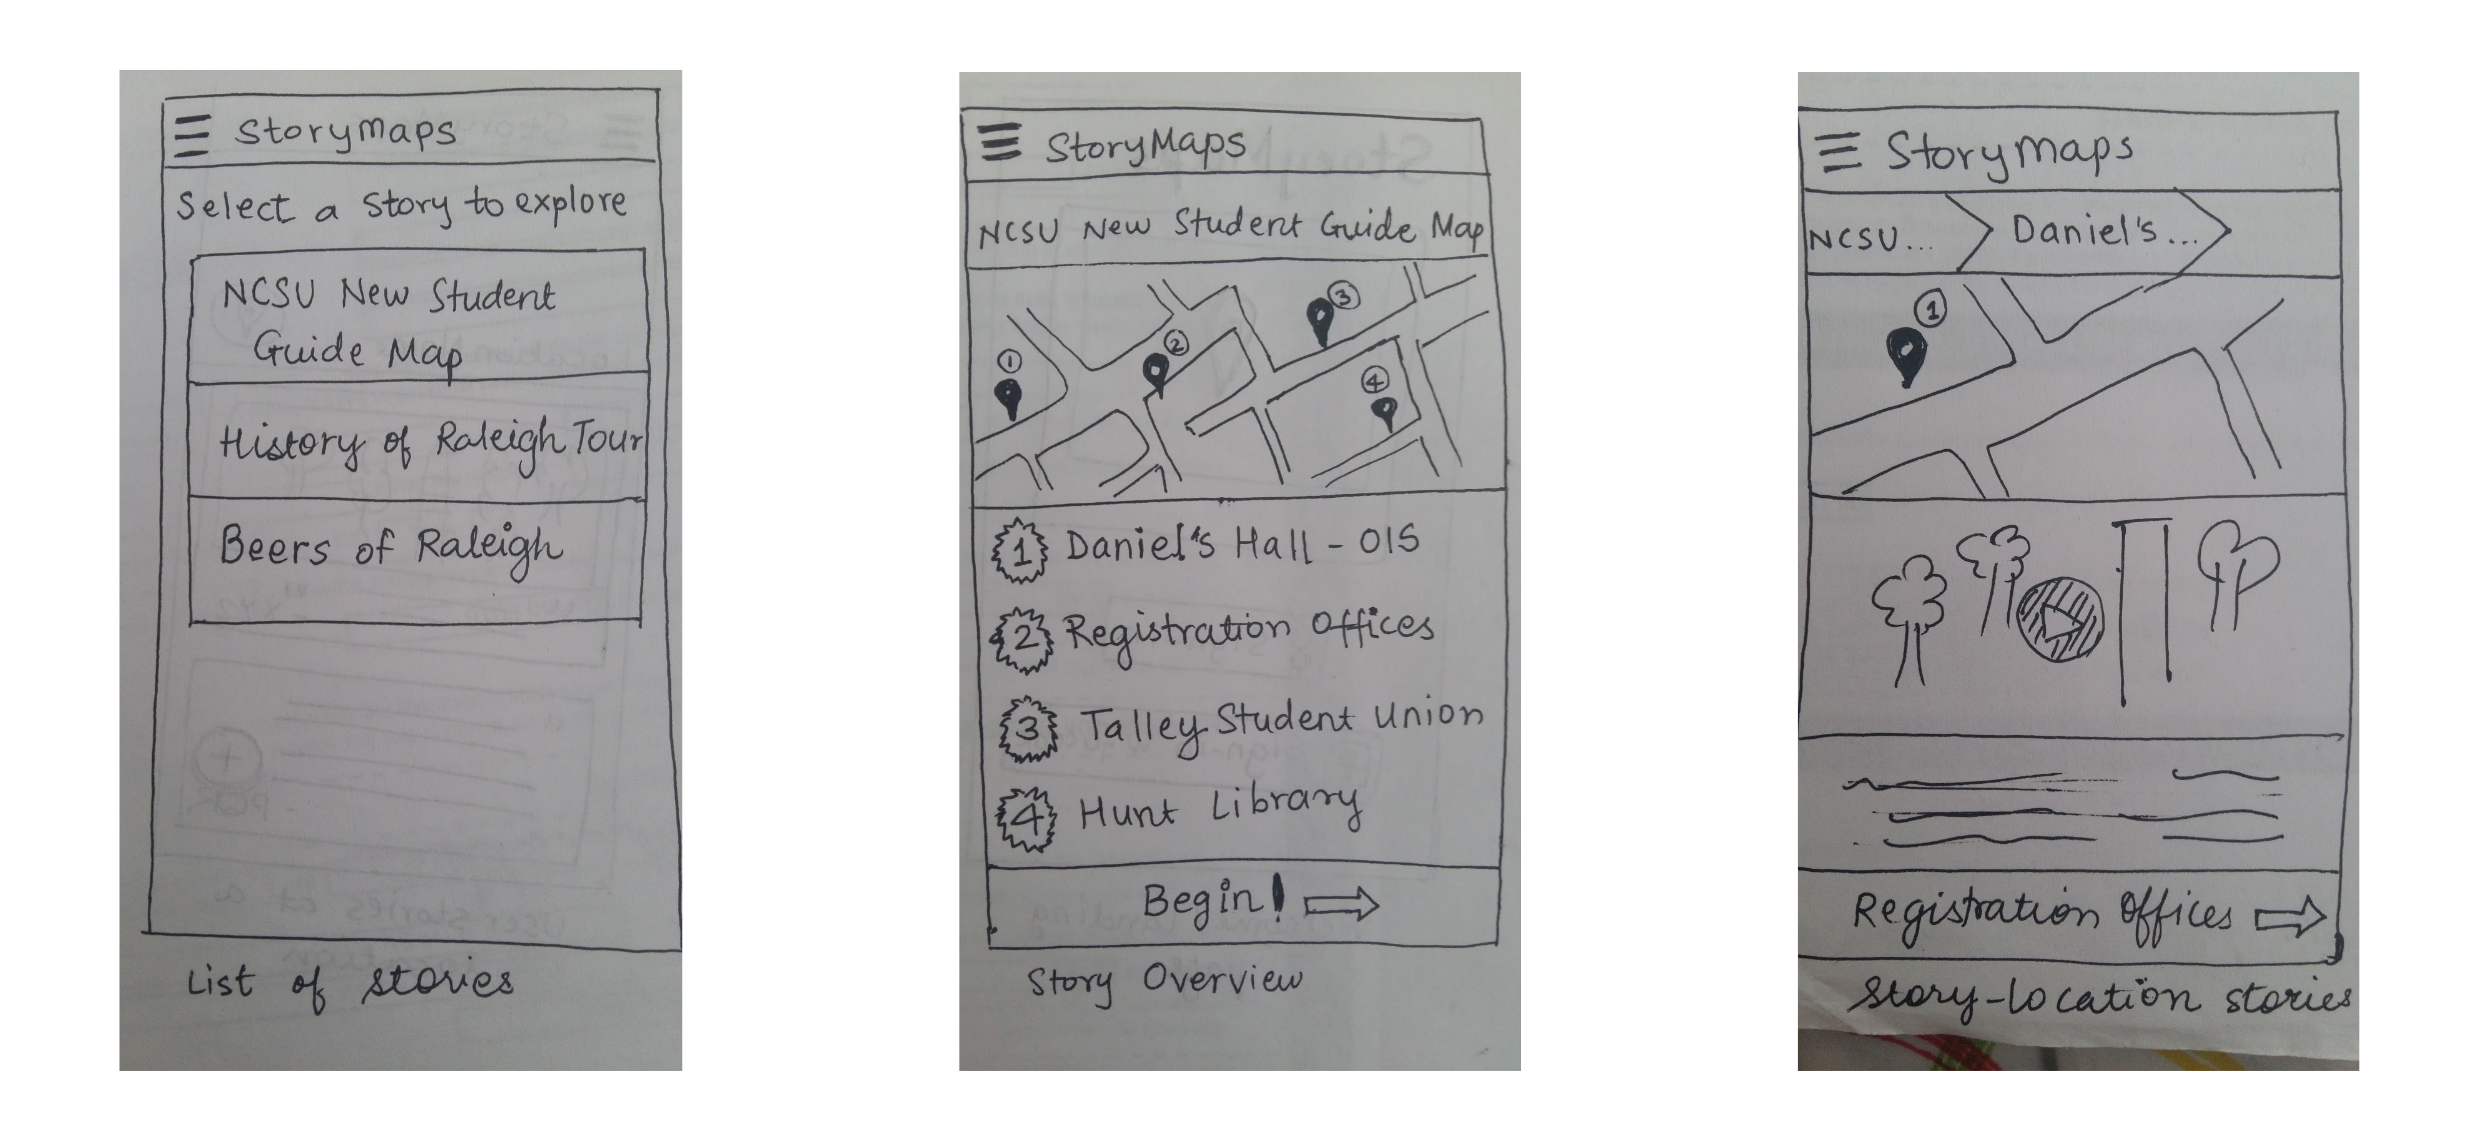 Storymaps
Select a story to explore
NCSU New Student
Guide Map
History of Raleigh Tour
Beers of Raleigh
List of stories
StoryMaps
NCSU New Student Guide Map
1
2
3
4
1 Daniel's Hall - OIS
2 Registration offices
3 Talley Student Union
4 Hunt Library
Begin!
Story Overview
Storymaps
NCSU... Daniel's...
1
Registration offices
Story-location stories